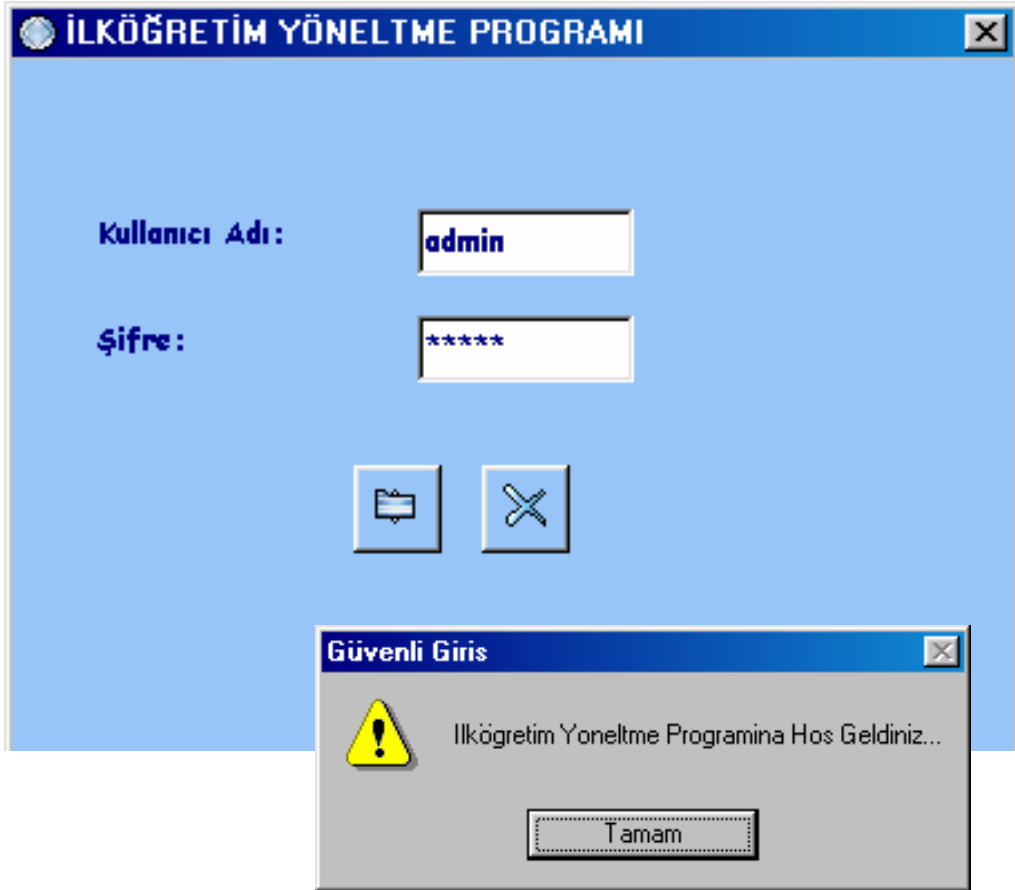 İLKÖĞRETİM YÖNELTME PROGRAMI
Kullanıcı Adı:
admin
Şifre:
*****
Güvenli Giris
Ilkögretim Yoneltme Programina Hos Geldiniz...
Tamam